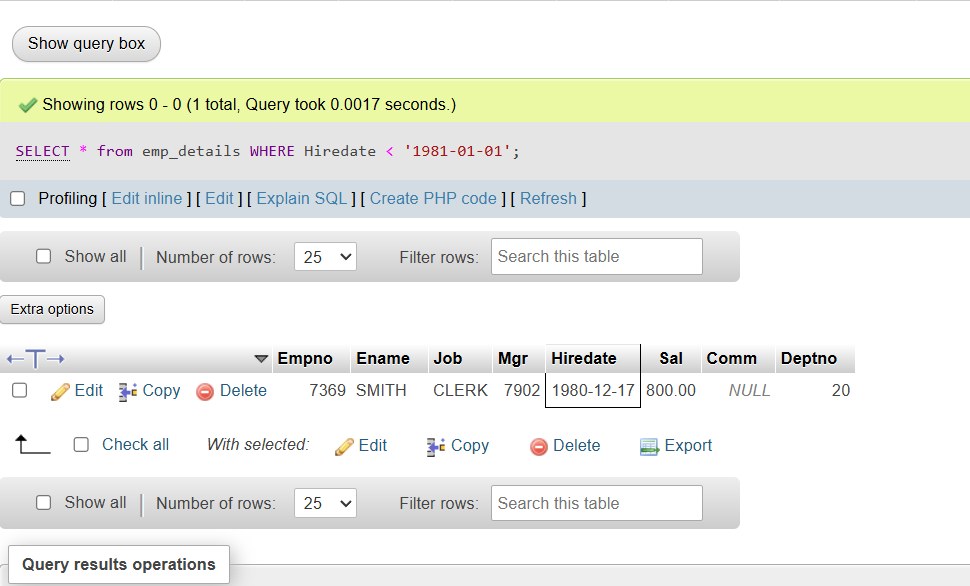 Show query box
Showing rows 0 - 0 (1 total, Query took 0.0017 seconds.)
SELECT * from emp_details WHERE Hiredate < '1981-01-01';
Profiling [ Edit inline ] [ Edit ] [ Explain SQL ] [ Create PHP code ] [ Refresh ]
Show all | Number of rows: 25 Filter rows: Search this table
Extra options
←T→ Empno Ename Job Mgr Hiredate Sal Comm Deptno
Edit Copy Delete 7369 SMITH CLERK 7902 1980-12-17 800.00 NULL 20
Check all With selected: Edit Copy Delete Export
Show all | Number of rows: 25 Filter rows: Search this table
Query results operations